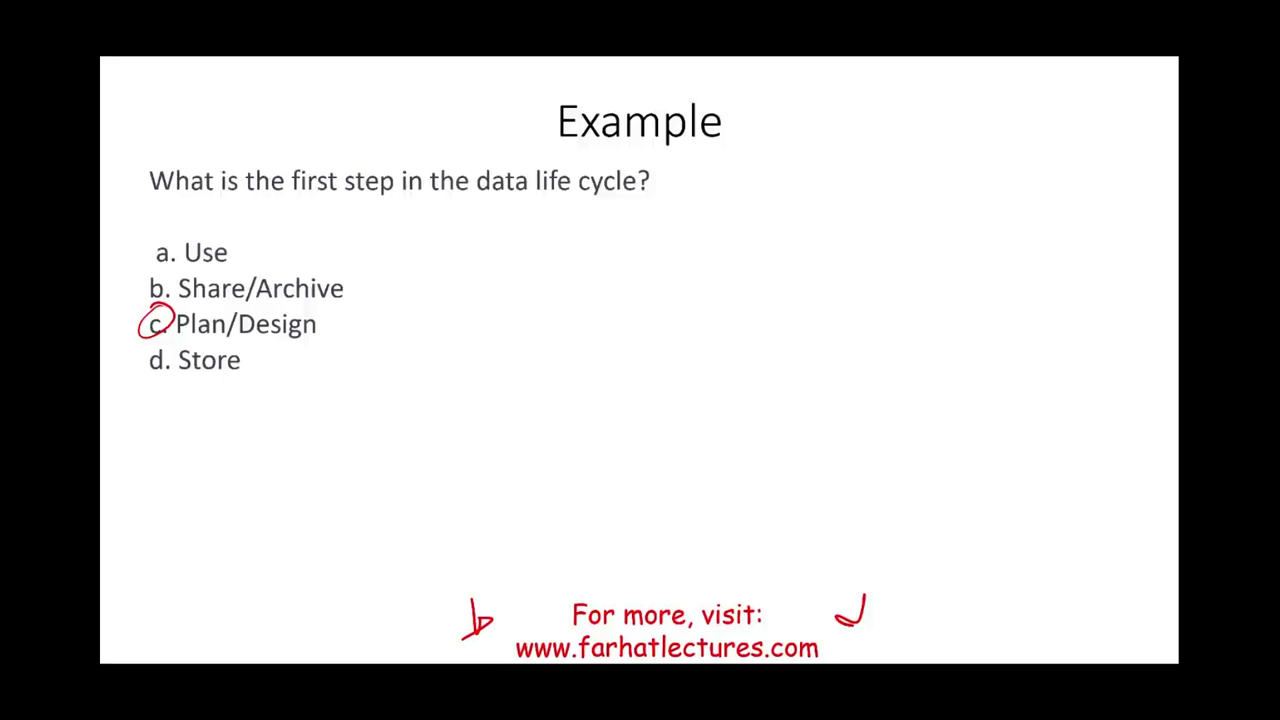 Example
What is the first step in the data life cycle?
a. Use
b. Share/Archive
c. Plan/Design
d. Store
For more, visit:
www.farhatlectures.com